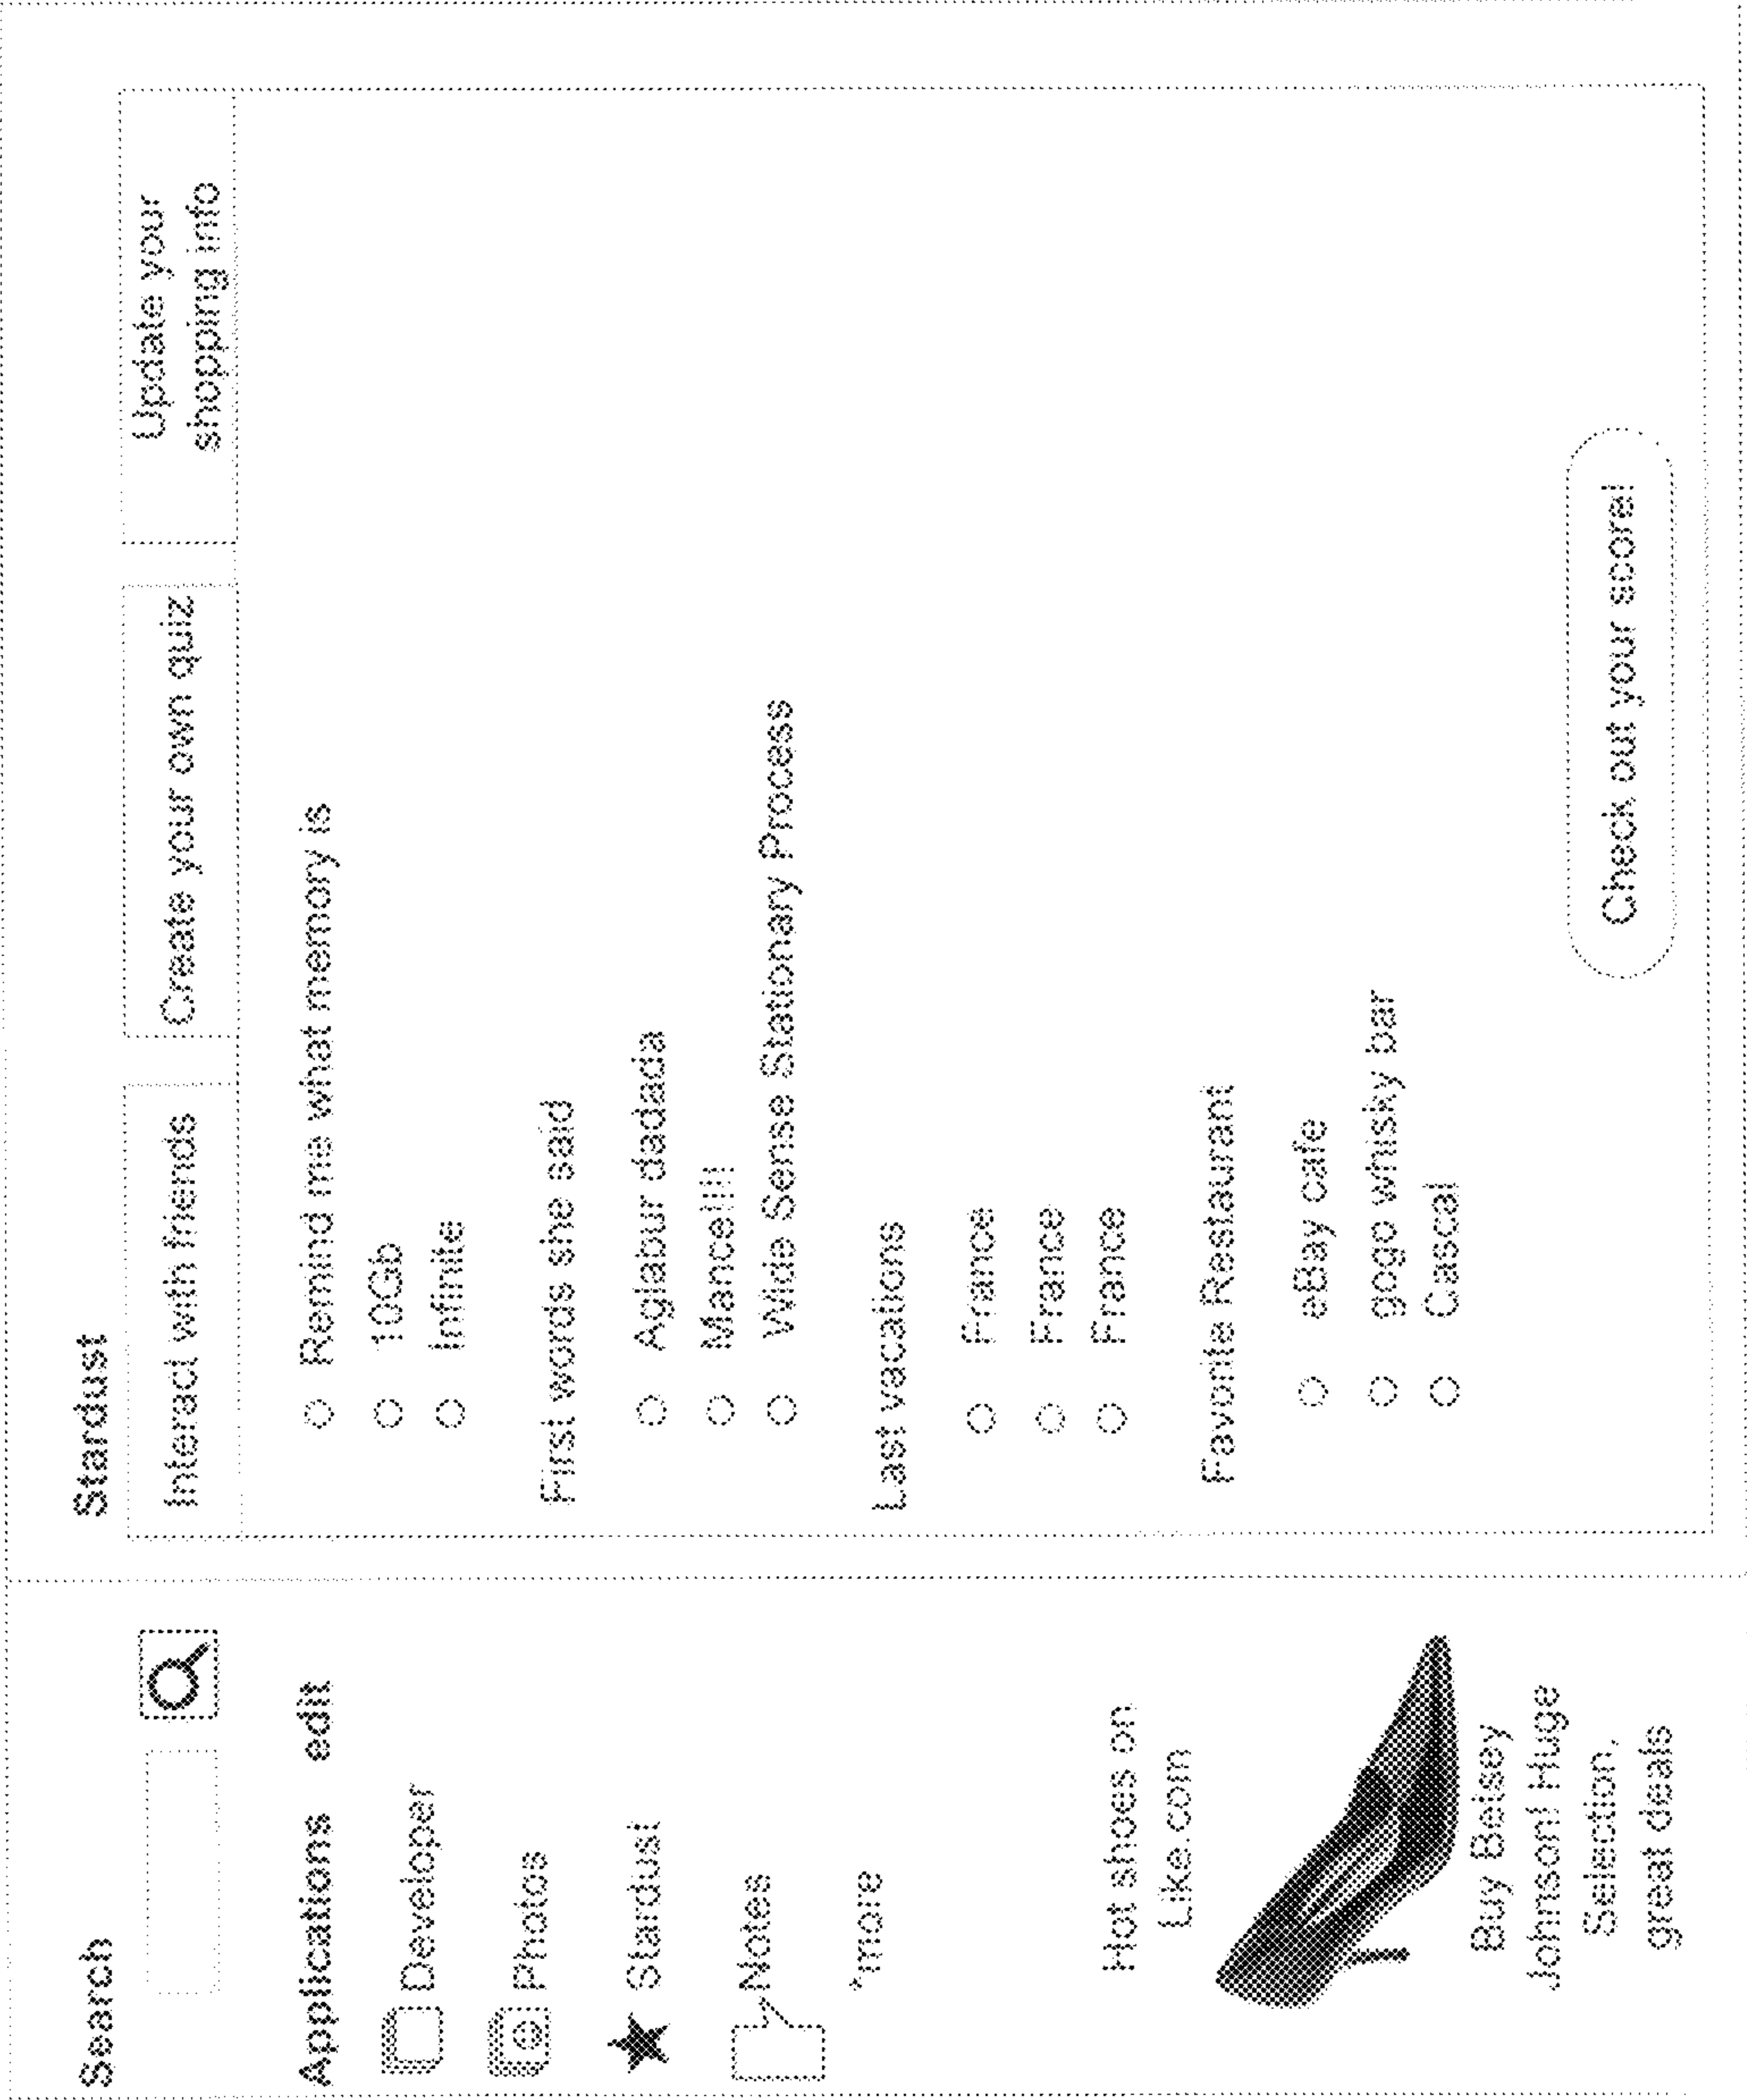 Search
Applications edit
Developer
Photos
Stardust
Notes
"more
Hot shoes on
Like.com
Buy Betsey
Johnson! Huge
Selection,
great deals
Stardust
Interact with friends
Create your own quiz
Update your
shopping info
Remind me what memory is
10Gb
Infinite
First words she said
Aglabur dadada
Mance!!!!
Wide Sense Stationary Process
Last vacations
France
France
France
Favorite Restaurant
eBay cafe
gogo whisky bar
Cascal
Check out your score!